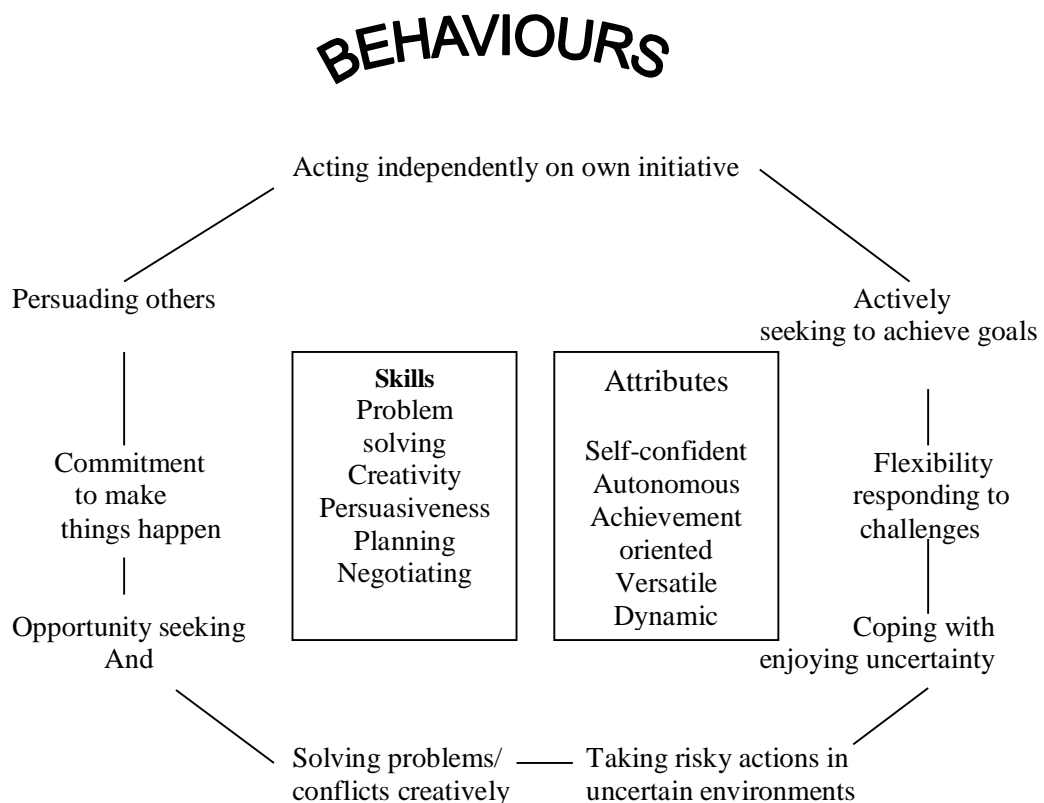 BEHAVIOURS
Acting independently on own initiative
Persuading others
Actively
seeking to achieve goals
Skills
Problem
solving
Creativity
Persuasiveness
Planning
Negotiating
Attributes
Self-confident
Autonomous
Achievement
oriented
Versatile
Dynamic
Commitment
to make
things happen
Flexibility
responding to
challenges
Opportunity seeking
And
Coping with
enjoying uncertainty
Solving problems/
conflicts creatively
Taking risky actions in
uncertain environments